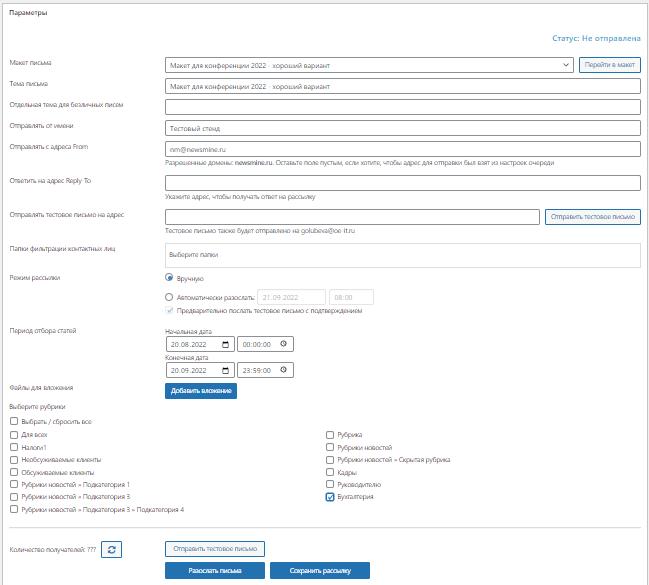 Параметры
Статус: Не отправлена
Макет письма
Макет для конференции 2022 - хороший вариант
Перейти в макет
Тема письма
Макет для конференции 2022 - хороший вариант
Отдельная тема для безличных писем
Отправлять от имени
Тестовый стенд
Отправлять с адреса From
nm@newsmine.ru
Разрешенные домены: newsmine.ru. Оставьте поле пустым, если хотите, чтобы адрес для отправки был взят из настроек очереди
Ответить на адрес Reply To
Укажите адрес, чтобы получать ответ на рассылку
Отправлять тестовое письмо на адрес
Отправить тестовое письмо
Тестовое письмо также будет отправлено на golubeva@oe-it.ru
Папки фильтрации контактных лиц
Выберите папки
Режим рассылки
Вручную
Автоматически разослать: 21.09.2022 08:00
Предварительно послать тестовое письмо с подтверждением
Период отбора статей
Начальная дата
20.08.2022 00:00:00
Конечная дата
20.09.2022 23:59:00
Файлы для вложения
Добавить вложение
Выберите рубрики
Выбрать / сбросить все
Для всех
Налоги1
Необсуживаемые клиенты
Обсуживаемые клиенты
Рубрики новостей » Подкатегория 1
Рубрики новостей » Подкатегория 3
Рубрики новостей » Подкатегория 3 » Подкатегория 4
Рубрика
Рубрики новостей
Рубрики новостей » Скрытая рубрика
Кадры
Руководителю
Бухгалтерия
Количество получателей: ???
Отправить тестовое письмо
Разослать письма
Сохранить рассылку